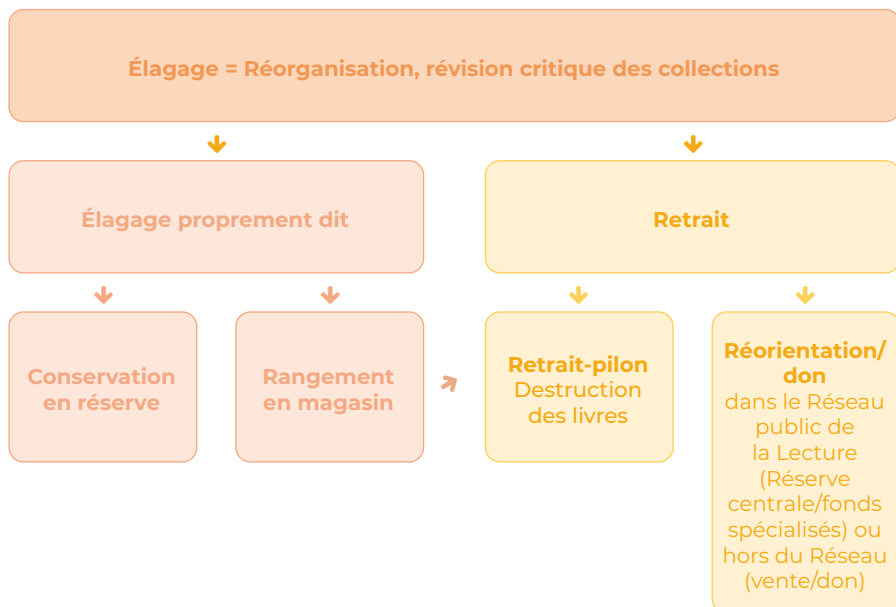 Élagage = Réorganisation, révision critique des collections
Élagage proprement dit
Retrait
Conservation
en réserve
Rangement
en magasin
Retrait-pilon
Destruction
des livres
Réorientation/
don
dans le Réseau
public de
la Lecture
(Réserve
centrale/fonds
spécialisés) ou
hors du Réseau
(vente/don)